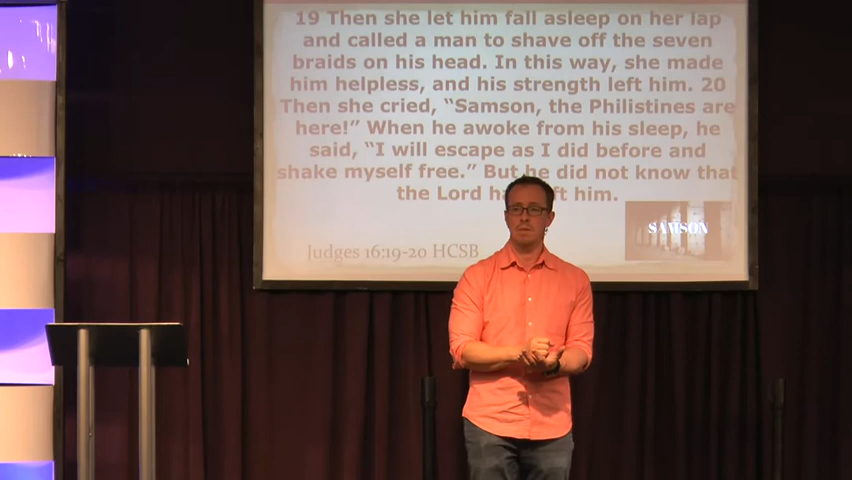 19 Then she let him fall asleep on her lap
and called a man to shave off the seven
braids on his head. In this way, she made
him helpless, and his strength left him. 20
Then she cried, “Samson, the Philistines are
here!” When he awoke from his sleep, he
said, “I will escape as I did before and
shake myself free.” But he did not know that
the Lord him.
SAMSON
Judges 16:19-20 HCSB